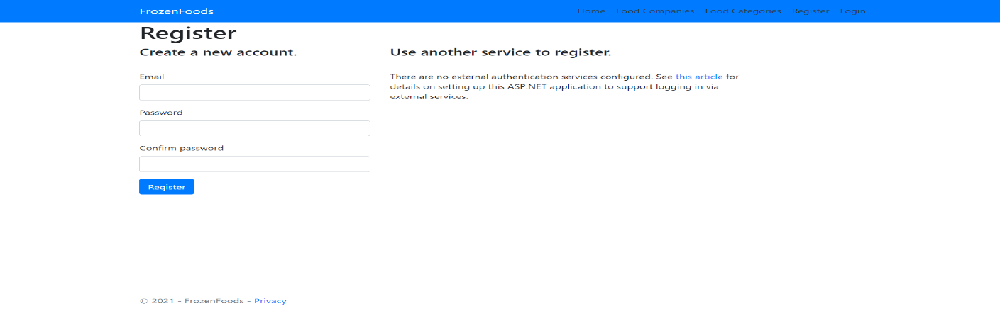 FrozenFoods
Home Food Companies Food Categories Register Login
Register
Create a new account.
Email
Password
Confirm password
Register
Use another service to register.
There are no external authentication services configured. See this article for
details on setting up this ASP.NET application to support logging in via
external services.
© 2021 - FrozenFoods - Privacy